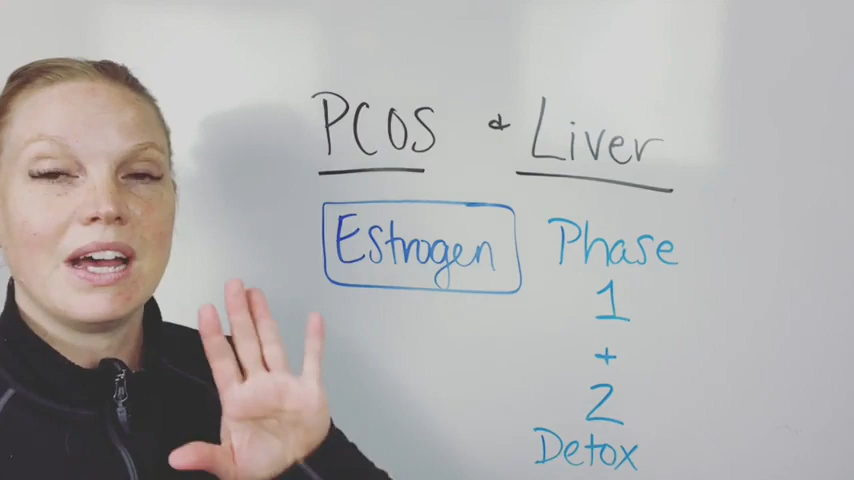 PCOS & Liver
Estrogen Phase
1
+
2
Detox